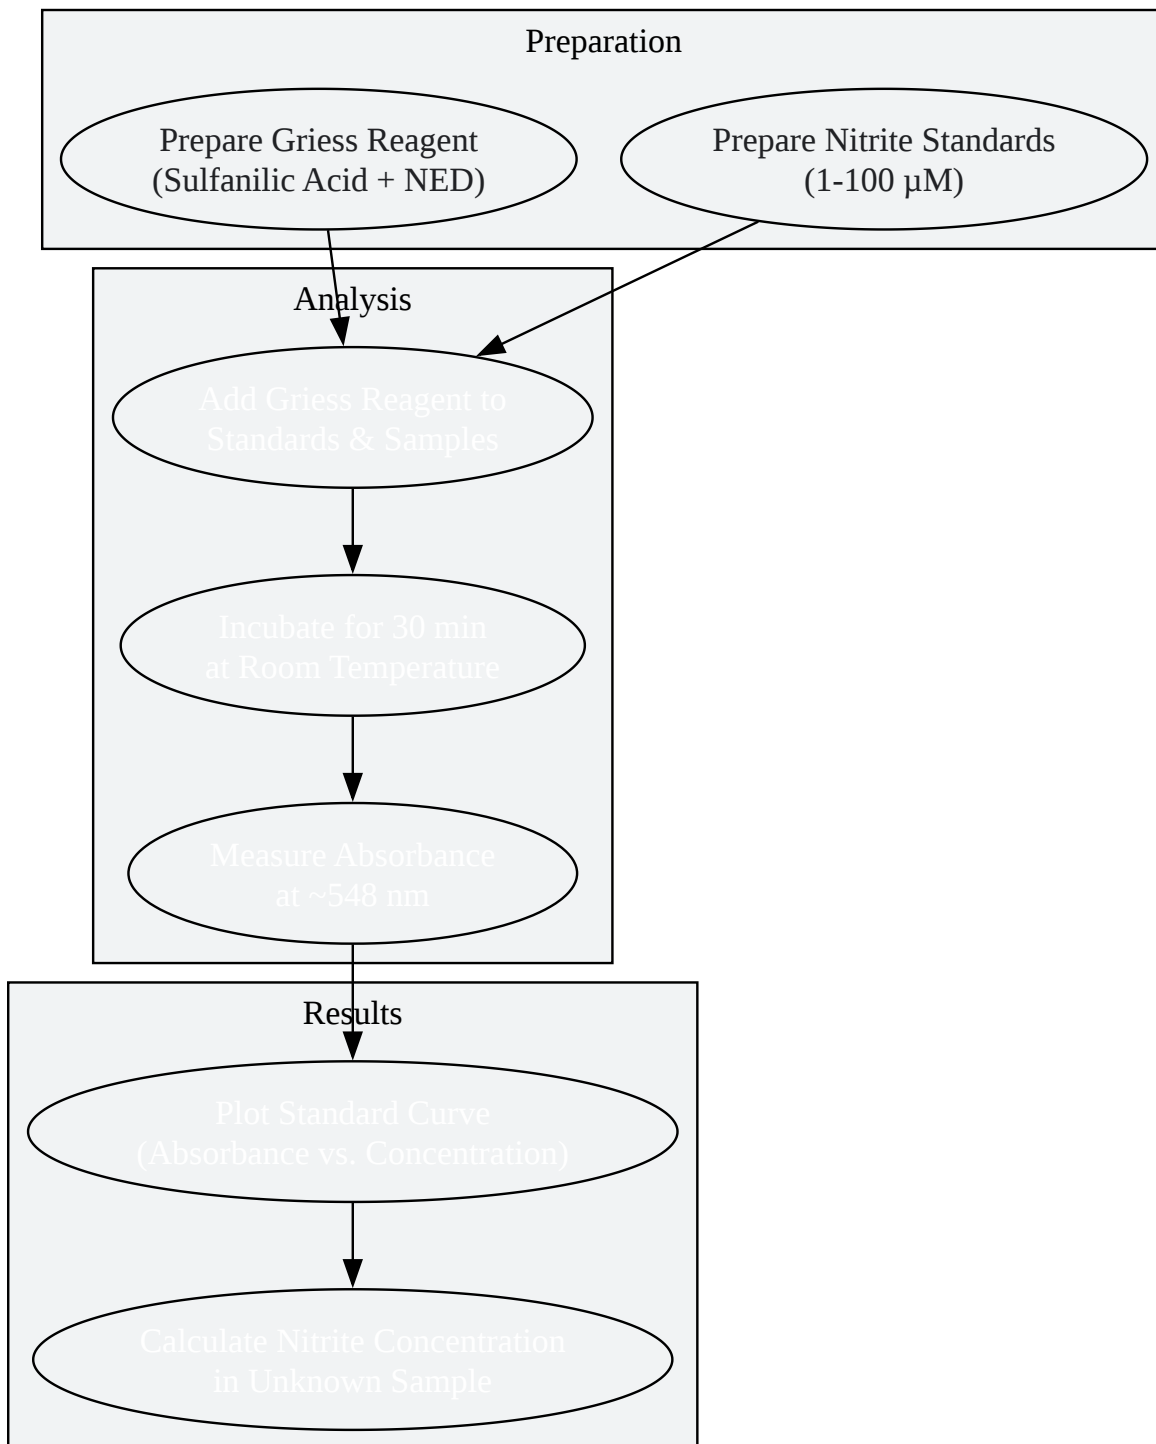 Preparation
Prepare Griess Reagent
(Sulfanilic Acid + NED)
Prepare Nitrite Standards
(1-100 µM)
Analysis
Add Griess Reagent to
Standards & Samples
Incubate for 30 min
at Room Temperature
Measure Absorbance
at ~548 nm
Results
Plot Standard Curve
(Absorbance vs. Concentration)
Calculate Nitrite Concentration
in Unknown Sample